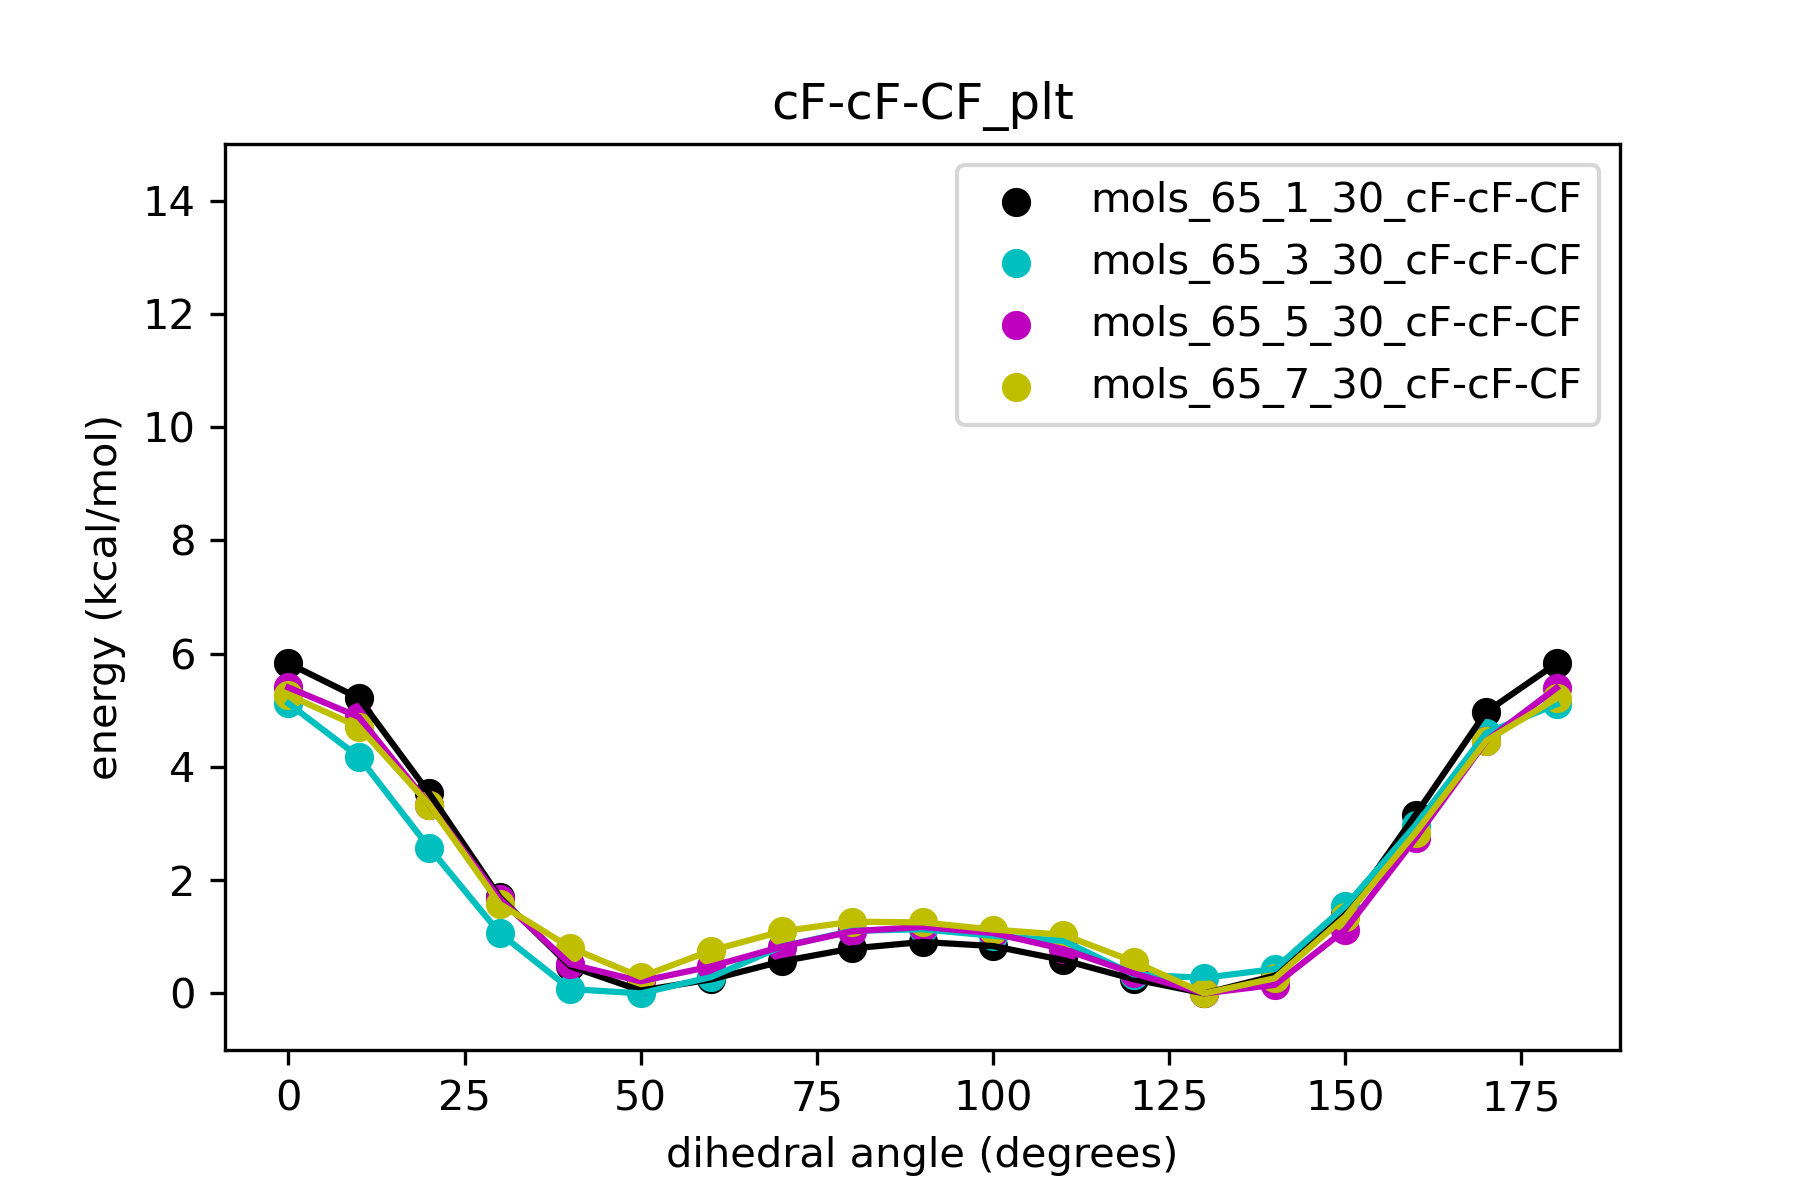 cF-cF-CF_plt
mols_65_1_30_cF-cF-CF
mols_65_3_30_cF-cF-CF
mols_65_5_30_cF-cF-CF
mols_65_7_30_cF-cF-CF
energy (kcal/mol)
14
12
10
8
6
4
2
0
0 25 50 75 100 125 150 175
dihedral angle (degrees)